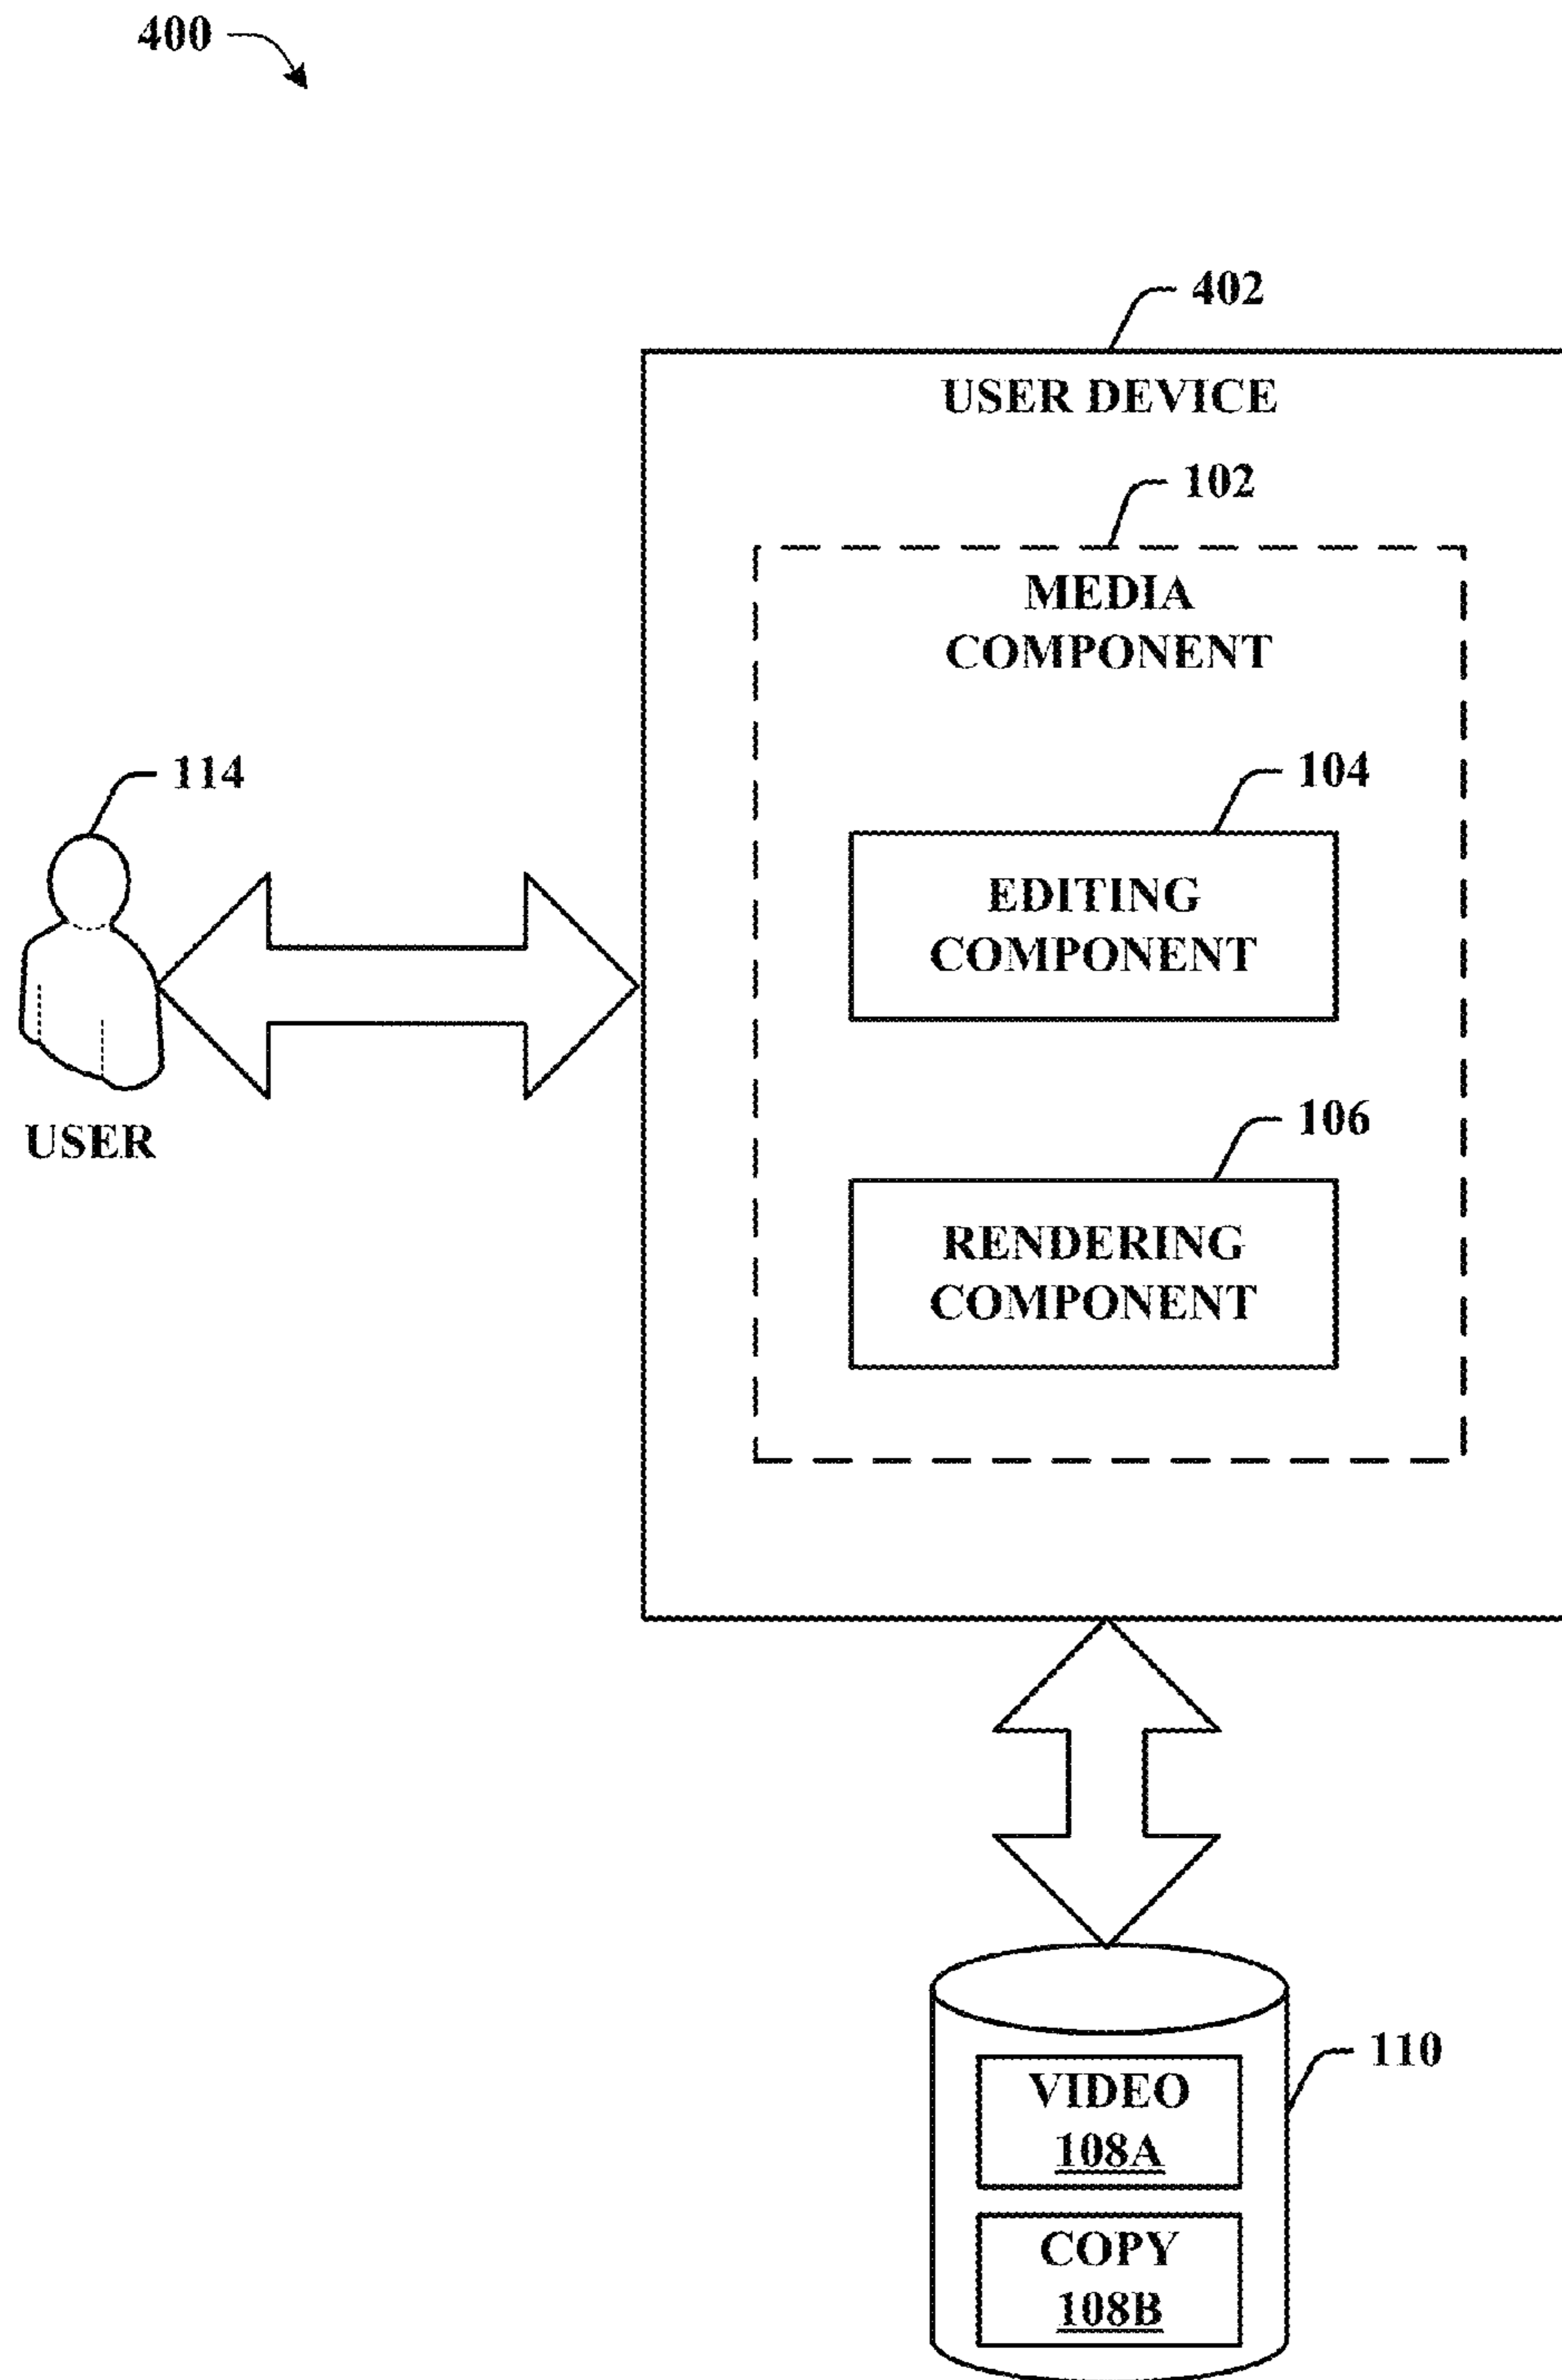 400
402
USER DEVICE
102
MEDIA
COMPONENT
114
104
EDITING
COMPONENT
USER
106
RENDERING
COMPONENT
110
VIDEO
108A
COPY
108B